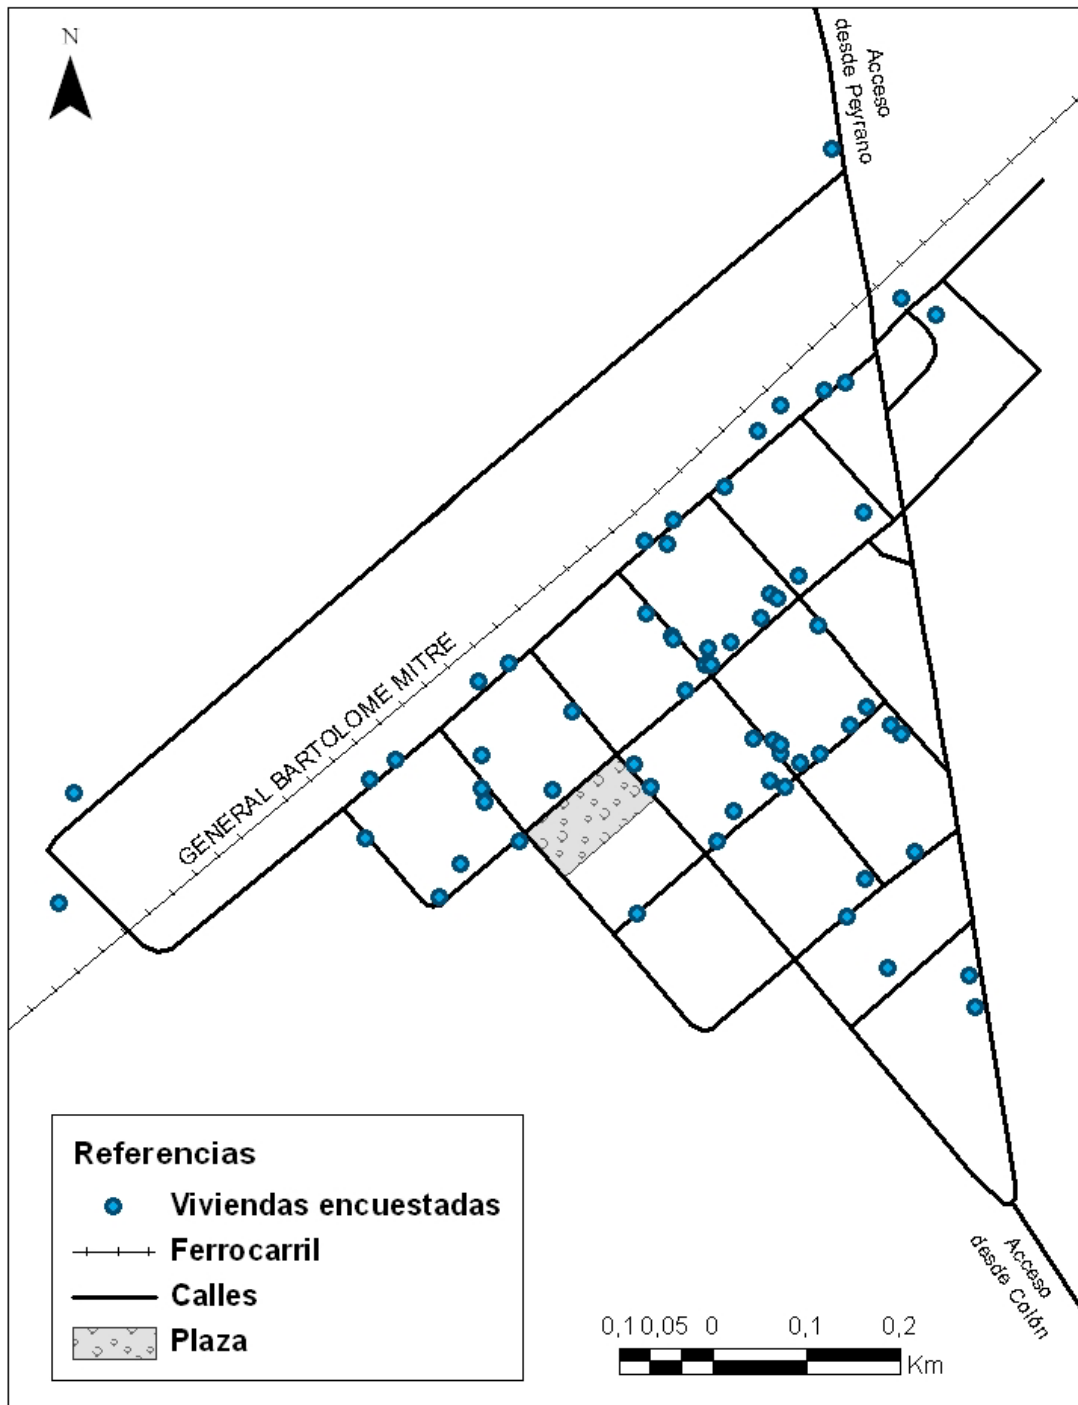 N
Acceso
desde Peyrano
GENERAL BARTOLOME MITRE
Referencias
Viviendas encuestadas
Ferrocarril
Calles
Plaza
Acceso
desde Colón
0,1 0,05 0 0,1 0,2
Km